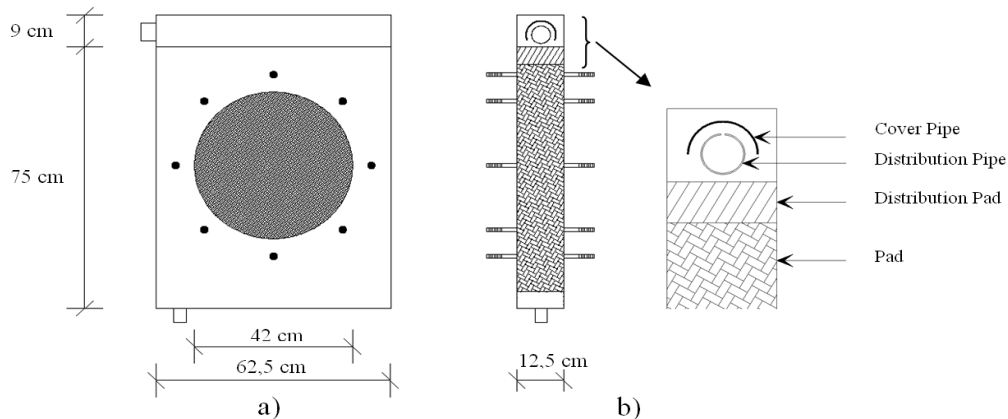 9 cm
75 cm
42 cm
62,5 cm
a)
12,5 cm
b)
Cover Pipe
Distribution Pipe
Distribution Pad
Pad